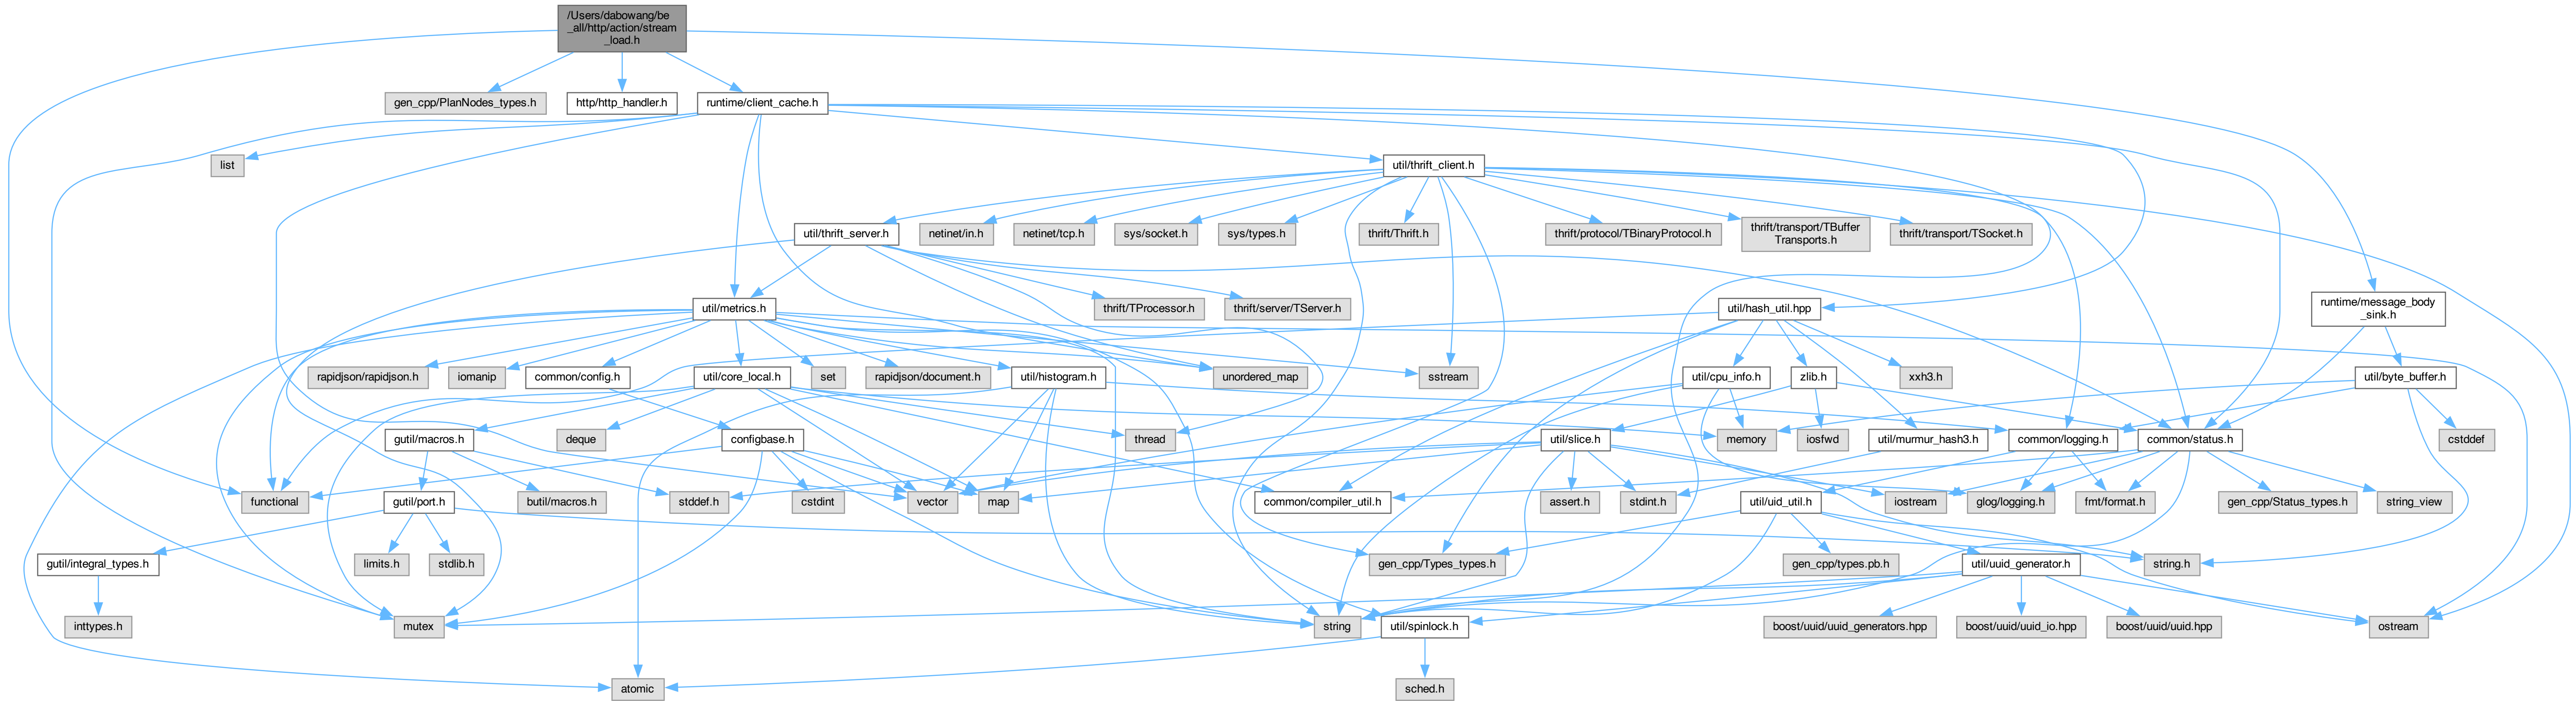 /Users/dabowang/be
_all/http/action/stream
_load.h
gen_cpp/PlanNodes_types.h
http/http_handler.h
runtime/client_cache.h
list
util/thrift_client.h
util/thrift_server.h
netinet/in.h
netinet/tcp.h
sys/socket.h
sys/types.h
thrift/Thrift.h
thrift/protocol/TBinaryProtocol.h
thrift/transport/TBuffer
Transports.h
thrift/transport/TSocket.h
util/metrics.h
thrift/TProcessor.h
thrift/server/TServer.h
util/hash_util.hpp
runtime/message_body
_sink.h
rapidjson/rapidjson.h
iomanip
common/config.h
util/core_local.h
set
rapidjson/document.h
util/histogram.h
unordered_map
sstream
util/cpu_info.h
zlib.h
xxh3.h
util/byte_buffer.h
gutil/macros.h
deque
configbase.h
thread
util/slice.h
memory
iosfwd
util/murmur_hash3.h
common/logging.h
common/status.h
cstddef
functional
gutil/port.h
butil/macros.h
stddef.h
cstdint
vector
map
common/compiler_util.h
assert.h
stdint.h
util/uid_util.h
iostream
glog/logging.h
fmt/format.h
gen_cpp/Status_types.h
string_view
gutil/integral_types.h
limits.h
stdlib.h
gen_cpp/Types_types.h
gen_cpp/types.pb.h
util/uuid_generator.h
string.h
inttypes.h
mutex
string
util/spinlock.h
boost/uuid/uuid_generators.hpp
boost/uuid/uuid_io.hpp
boost/uuid/uuid.hpp
ostream
atomic
sched.h